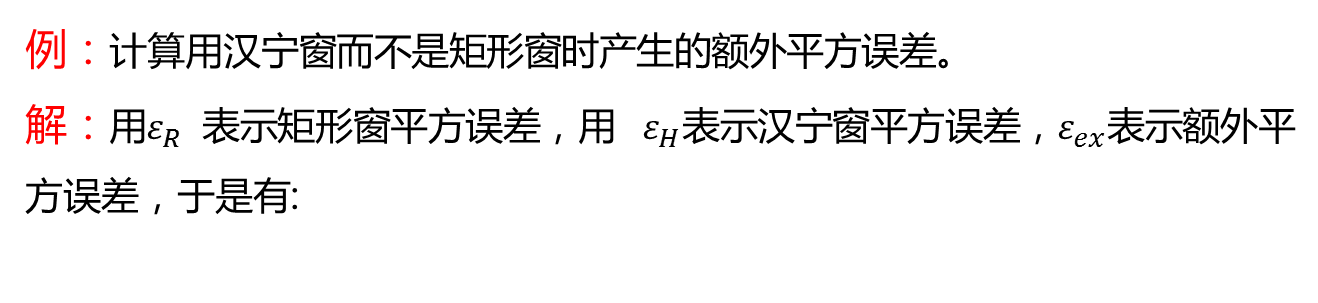 例：计算用汉宁窗而不是矩形窗时产生的额外平方误差。
解：用𝜀𝑅 表示矩形窗平方误差，用 𝜀𝐻表示汉宁窗平方误差，𝜀𝑒𝑥表示额外平
方误差，于是有: